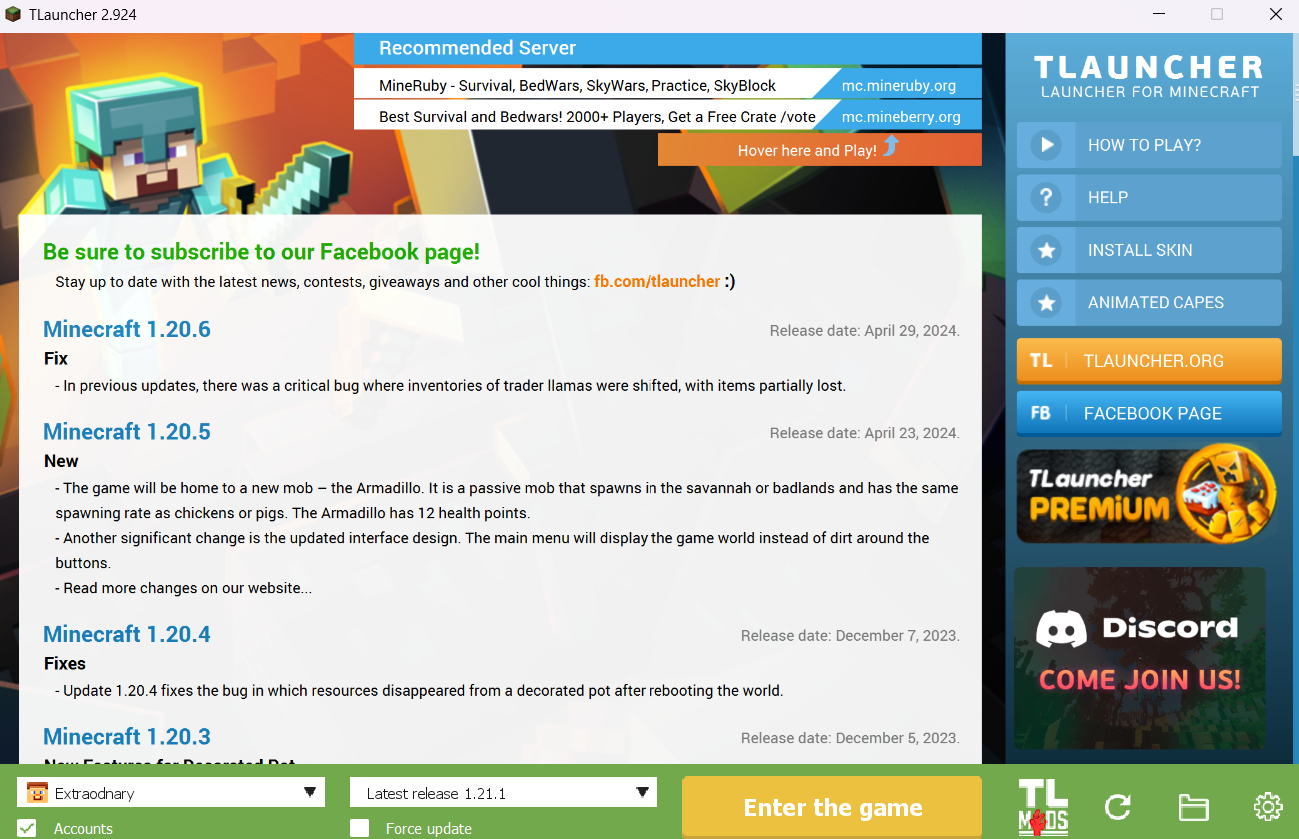 TLauncher 2.924
Recommended Server
MineRuby - Survival, BedWars, SkyWars, Practice, SkyBlock
mc.mineruby.org
Best Survival and Bedwars! 2000+ Players, Get a Free Crate /vote
mc.mineberry.org
Hover here and Play!
Be sure to subscribe to our Facebook page!
Stay up to date with the latest news, contests, giveaways and other cool things: fb.com/tlauncher :)
Minecraft 1.20.6
Release date: April 29, 2024.
Fix
- In previous updates, there was a critical bug where inventories of trader llamas were shifted, with items partially lost.
Minecraft 1.20.5
Release date: April 23, 2024.
New
- The game will be home to a new mob – the Armadillo. It is a passive mob that spawns in the savannah or badlands and has the same
spawning rate as chickens or pigs. The Armadillo has 12 health points.
- Another significant change is the updated interface design. The main menu will display the game world instead of dirt around the
buttons.
- Read more changes on our website...
Minecraft 1.20.4
Release date: December 7, 2023.
Fixes
- Update 1.20.4 fixes the bug in which resources disappeared from a decorated pot after rebooting the world.
Minecraft 1.20.3
Release date: December 5, 2023.
New Features for Decorated Pot
TLAUNCHER
LAUNCHER FOR MINECRAFT
HOW TO PLAY?
? HELP
INSTALL SKIN
ANIMATED CAPES
TL | TLAUNCHER.ORG
FB | FACEBOOK PAGE
TLauncher
PREMiUM
Discord
COME JOIN US!
Extraodnary
Latest release 1.21.1
Enter the game
TL
MODS
Accounts
Force update